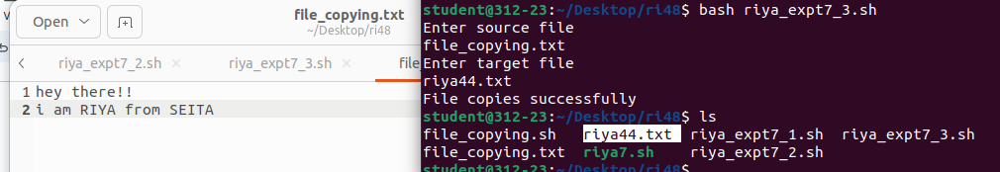 Open
file_copying.txt
~/Desktop/ri48
riya_expt7_2.sh
riya_expt7_3.sh
1 hey there!!
2 i am RIYA from SEITA
student@312-23:~/Desktop/ri48$ bash riya_expt7_3.sh
Enter source file
file_copying.txt
Enter target file
riya44.txt
File copies successfully
student@312-23:~/Desktop/ri48$ ls
file_copying.sh riya44.txt riya_expt7_1.sh riya_expt7_3.sh
file_copying.txt riya7.sh riya_expt7_2.sh
student@312-23:~/Desktop/ri48$